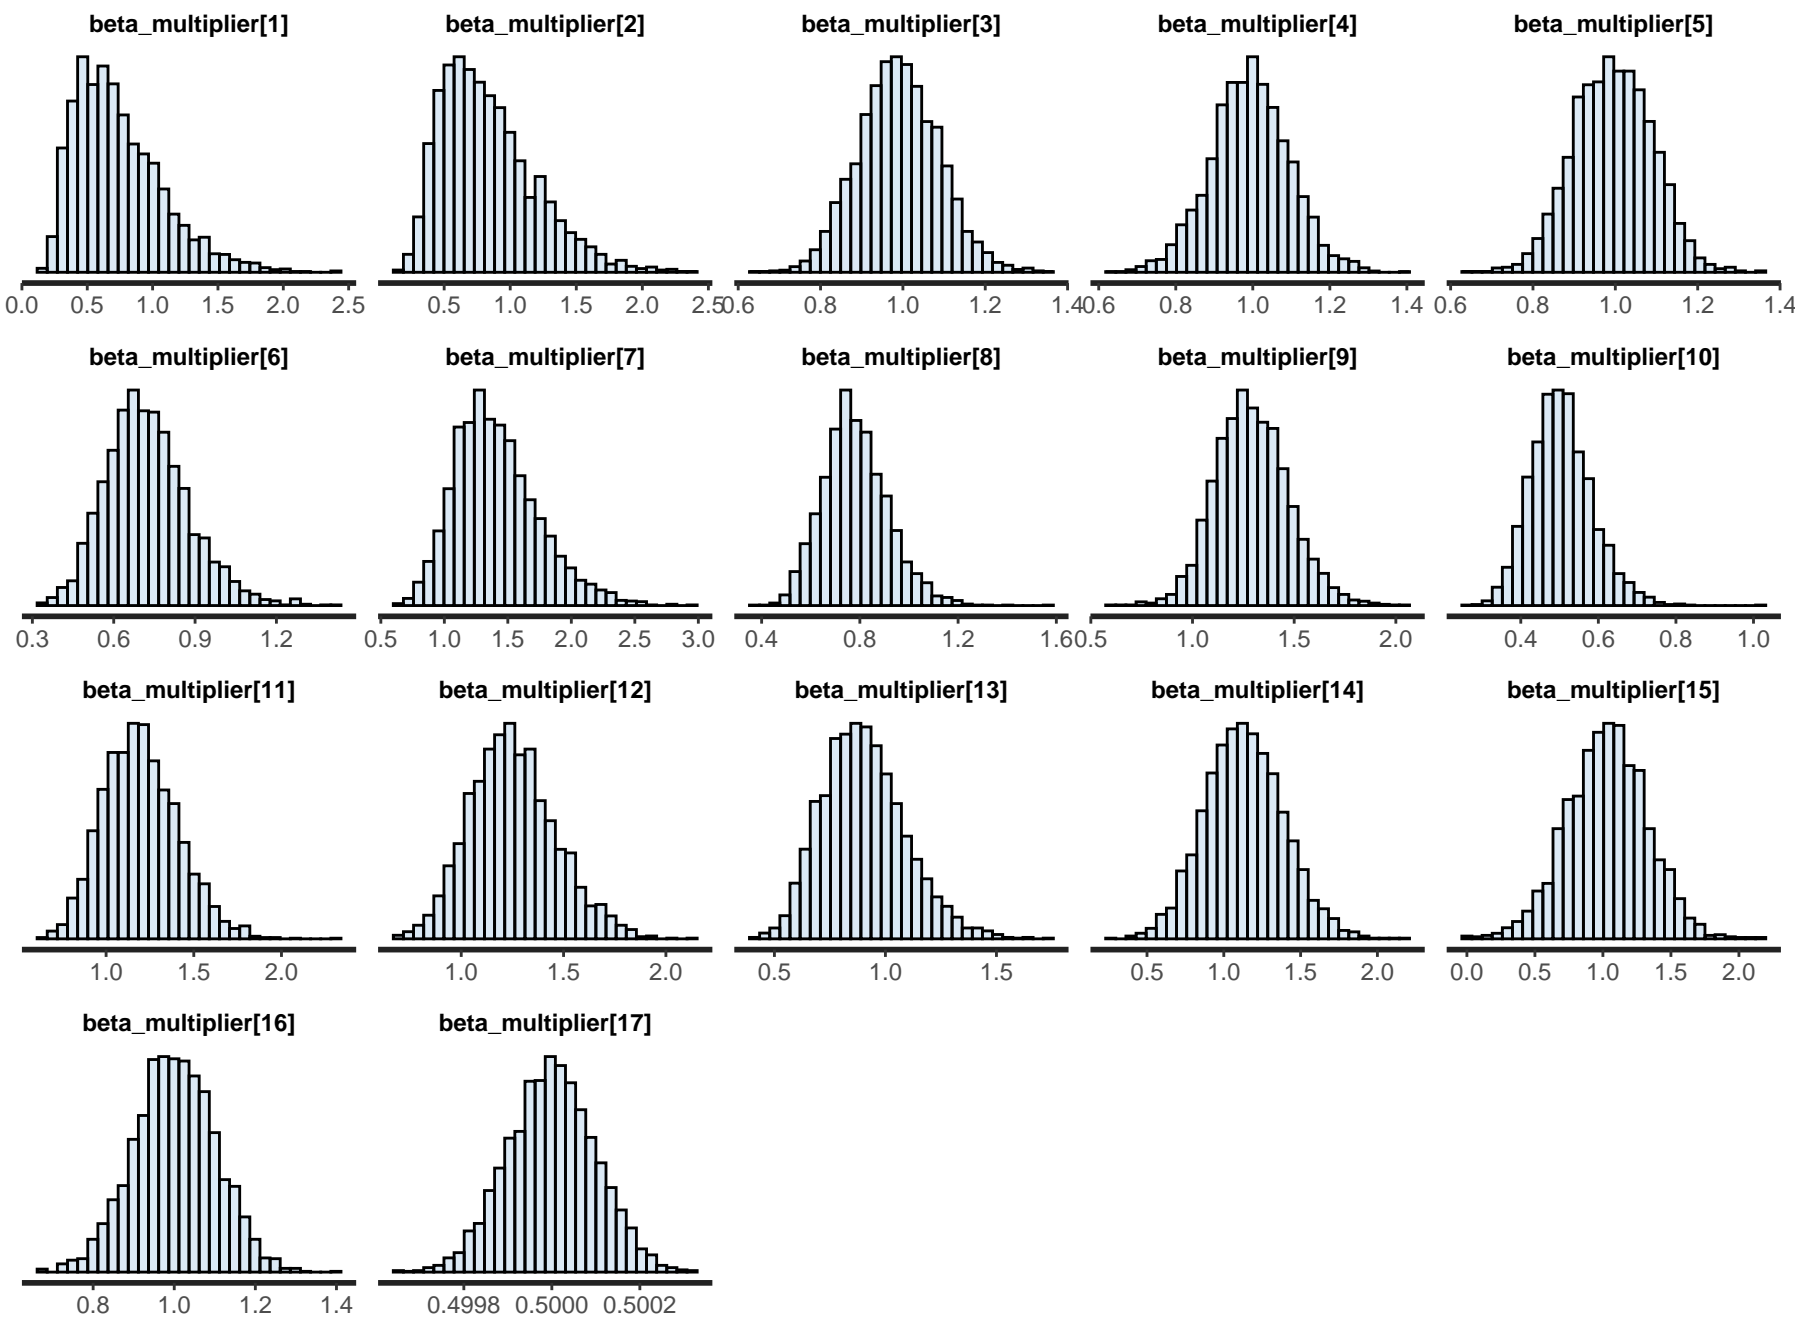 beta_multiplier[1] beta_multiplier[2] beta_multiplier[3] beta_multiplier[4] beta_multiplier[5]
0.0 0.5 1.0 1.5 2.0 2.5 0.5 1.0 1.5 2.0 2.5 0.6 0.8 1.0 1.2 1.4 0.6 0.8 1.0 1.2 1.4 0.6 0.8 1.0 1.2 1.4
beta_multiplier[6] beta_multiplier[7] beta_multiplier[8] beta_multiplier[9] beta_multiplier[10]
0.3 0.6 0.9 1.2 0.5 1.0 1.5 2.0 2.5 3.0 0.4 0.8 1.2 1.6 0.5 1.0 1.5 2.0 0.4 0.6 0.8 1.0
beta_multiplier[11] beta_multiplier[12] beta_multiplier[13] beta_multiplier[14] beta_multiplier[15]
1.0 1.5 2.0 1.0 1.5 2.0 0.5 1.0 1.5 0.5 1.0 1.5 2.0 0.0 0.5 1.0 1.5 2.0
beta_multiplier[16] beta_multiplier[17]
0.8 1.0 1.2 1.4 0.4998 0.5000 0.5002